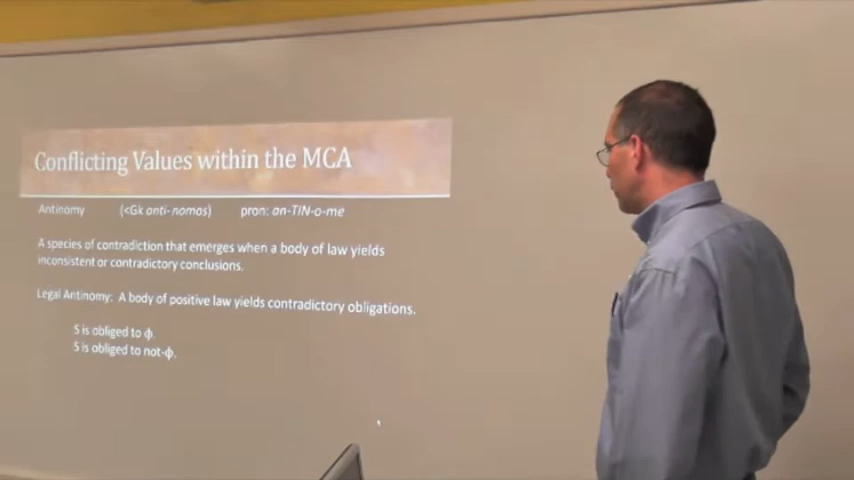 Conflicting Values within the MCA
Antinomy (<Gk anti- nomos) pron: an-TIN-o-me
A species of contradiction that emerges when a body of law yields
inconsistent or contradictory conclusions.
Legal Antinomy: A body of positive law yields contradictory obligations.
S is obliged to ϕ.
S is obliged to not-ϕ.